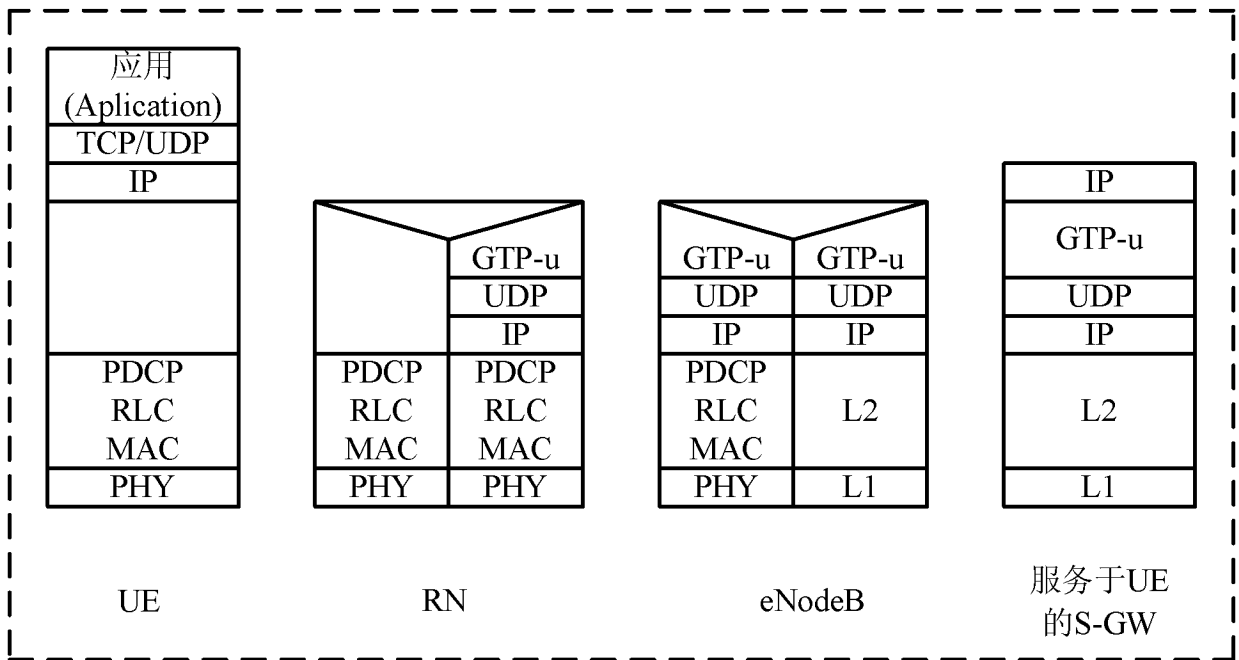 应用
(Aplication)
TCP/UDP
IP
PDCP
RLC
MAC
PHY
UE
GTP-u
UDP
IP
PDCP PDCP
RLC RLC
MAC MAC
PHY PHY
RN
GTP-u GTP-u
UDP UDP
IP IP
PDCP
RLC L2
MAC
PHY L1
eNodeB
IP
GTP-u
UDP
IP
L2
L1
服务于UE
的S-GW